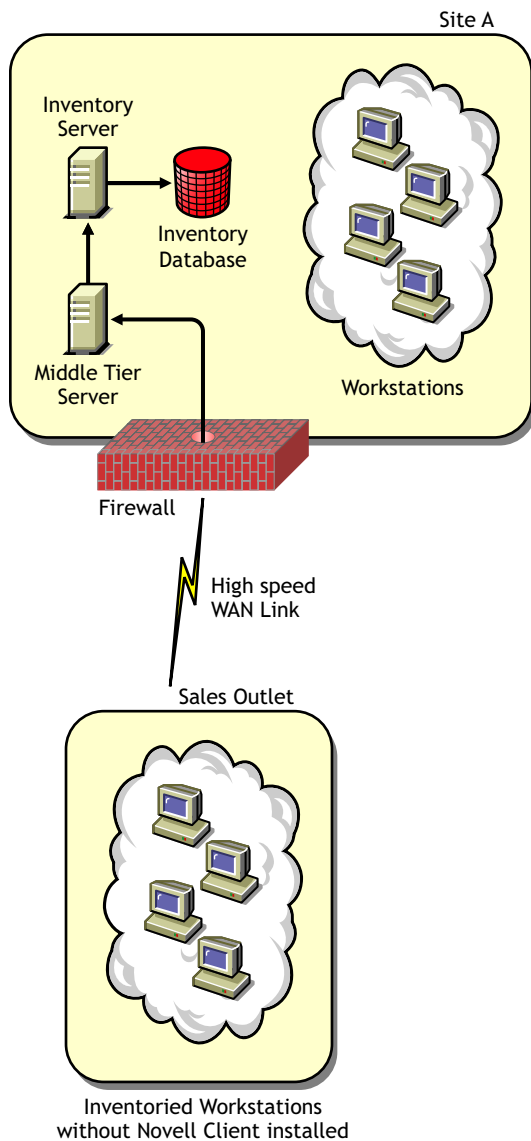 Site A
Inventory
Server
Inventory
Database
Middle Tier
Server
Workstations
Firewall
High speed
WAN Link
Sales Outlet
Inventoried Workstations
without Novell Client installed